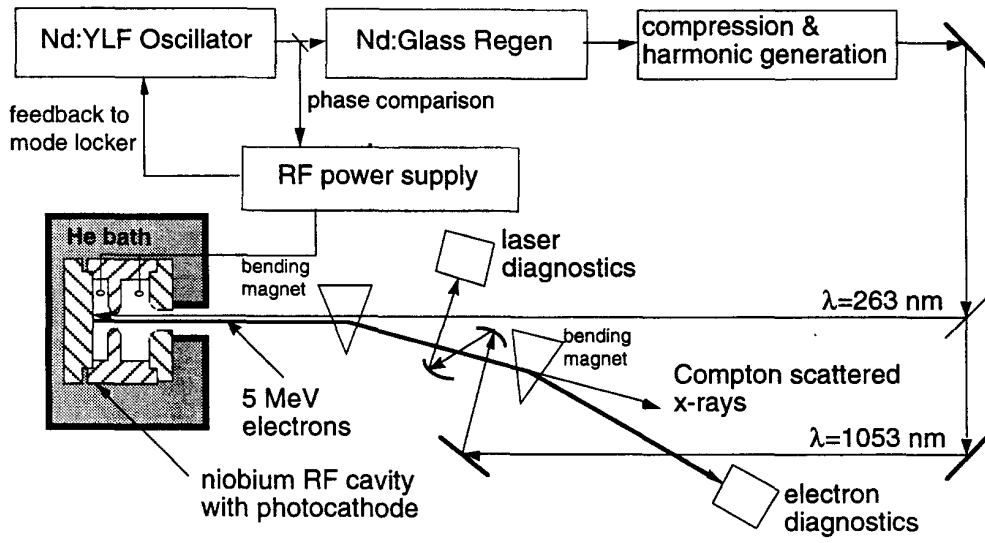 Nd:YLF Oscillator
Nd:Glass Regen
compression &
harmonic generation
phase comparison
feedback to
mode locker
RF power supply
He bath
bending
magnet
laser
diagnostics
λ=263 nm
bending
magnet
Compton scattered
x-rays
5 MeV
electrons
λ=1053 nm
niobium RF cavity
with photocathode
electron
diagnostics